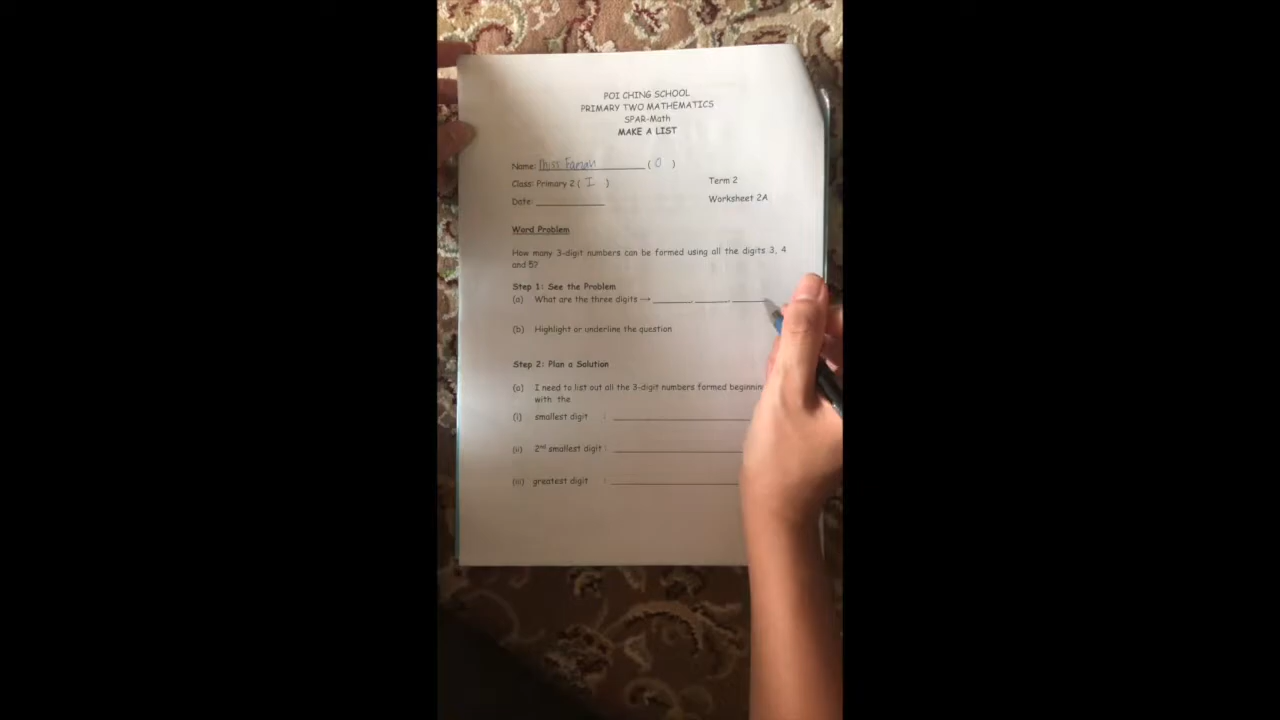 POI CHING SCHOOL
PRIMARY TWO MATHEMATICS
SPAR-Math
MAKE A LIST
Name: Miss Farah ( 0 )
Class: Primary 2 ( I )
Term 2
Date:
Worksheet 2A
Word Problem
How many 3-digit numbers can be formed using all the digits 3, 4
and 5?
Step 1: See the Problem
(a) What are the three digits → ______, ______, ______
(b) Highlight or underline the question
Step 2: Plan a Solution
(a) I need to list out all the 3-digit numbers formed beginning
with the
(i) smallest digit :
(ii) 2nd smallest digit :
(iii) greatest digit :